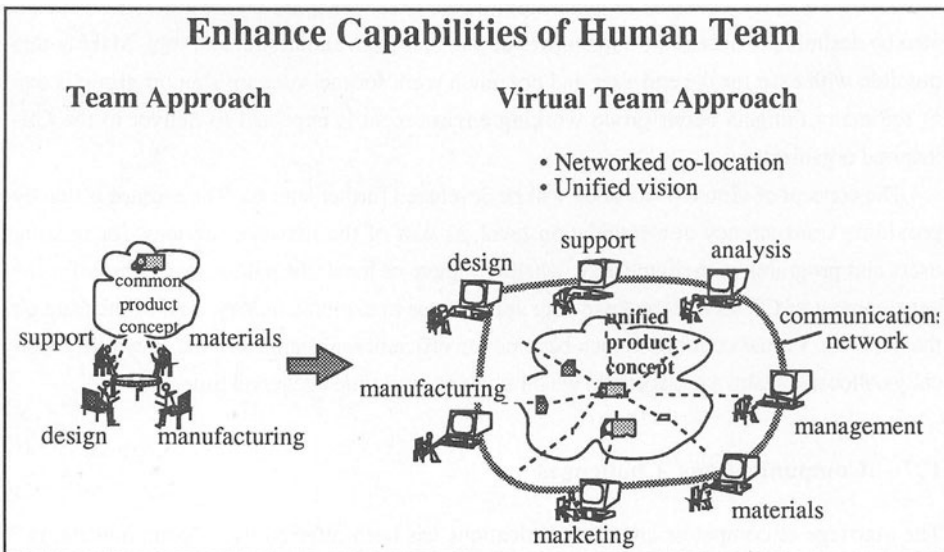 Enhance Capabilities of Human Team
Team Approach
common
product
concept
support
materials
design
manufacturing
Virtual Team Approach
• Networked co-location
• Unified vision
design
support
analysis
communications
network
unified
product
concept
manufacturing
management
materials
marketing